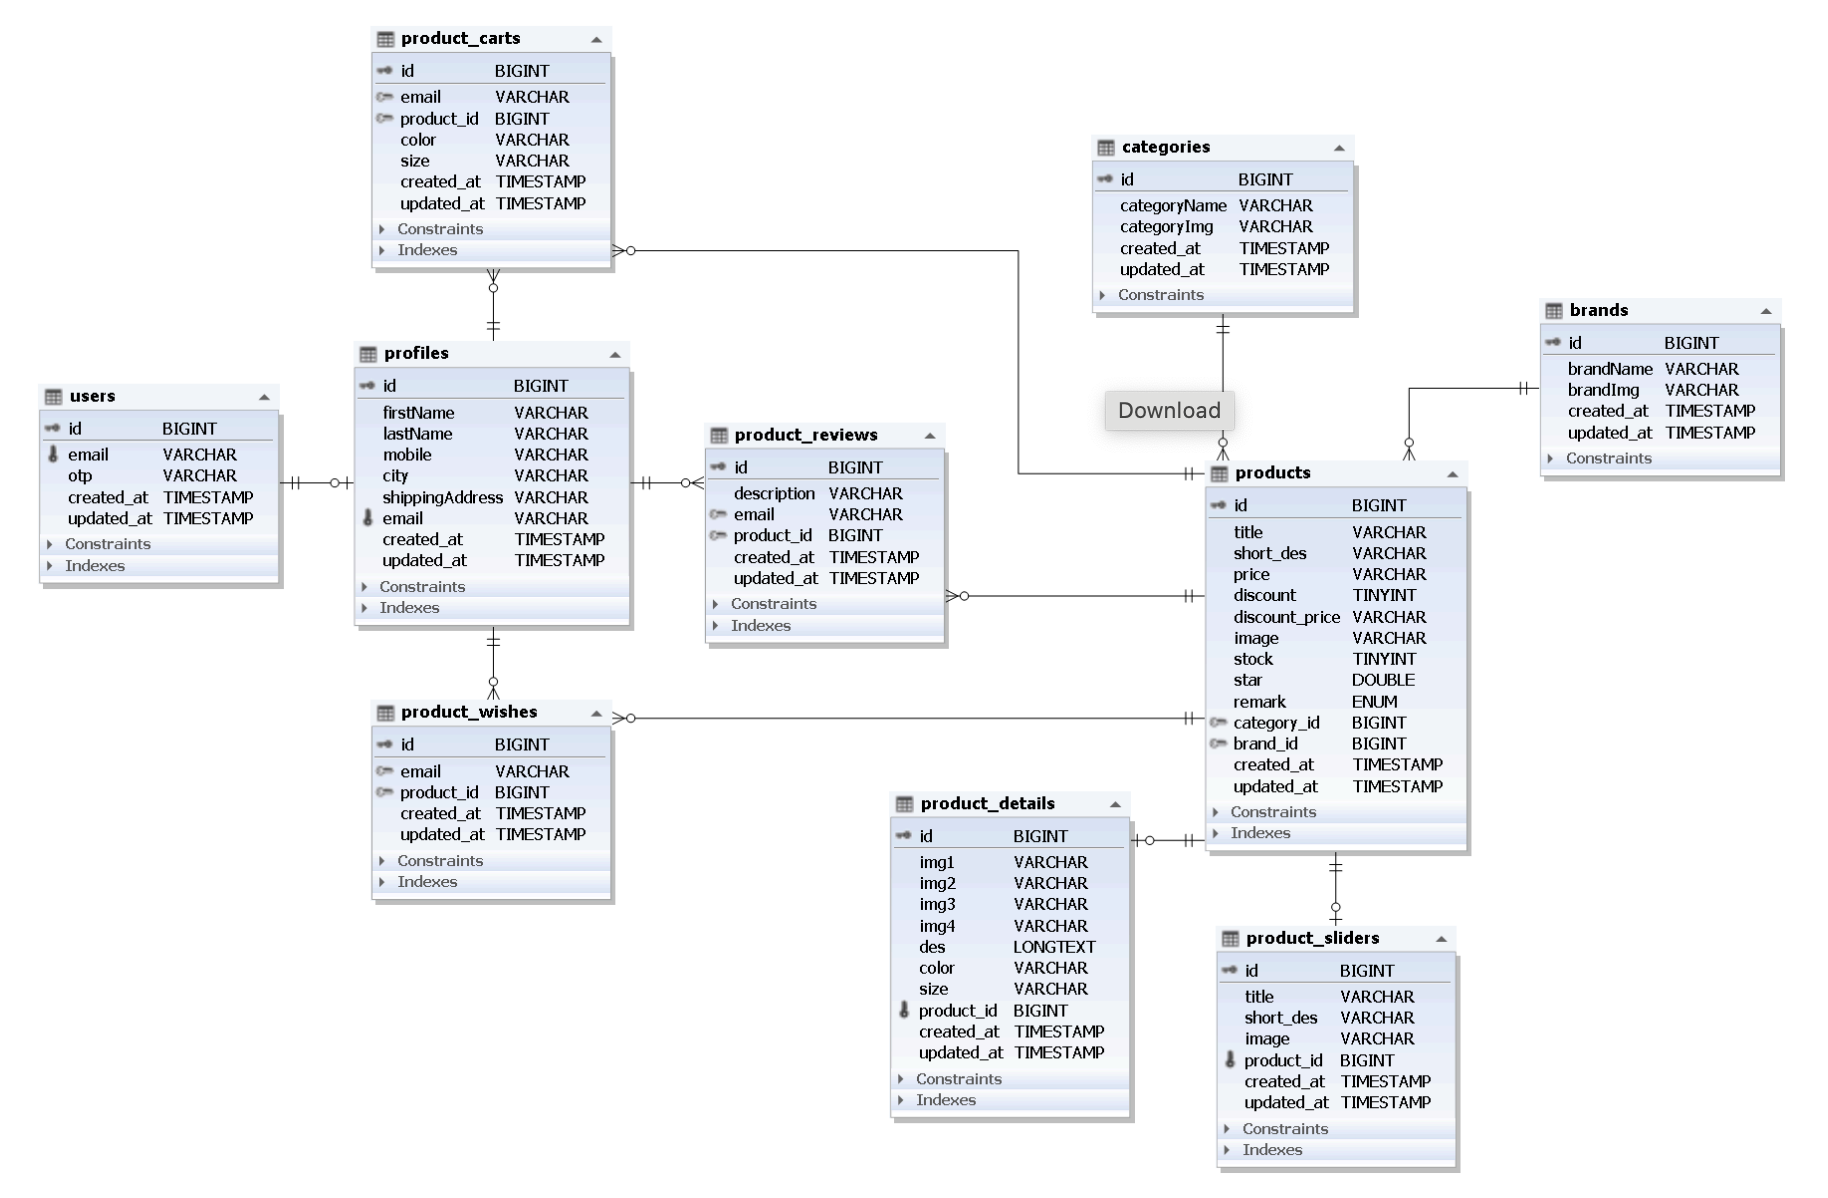 product_carts
id BIGINT
email VARCHAR
product_id BIGINT
color VARCHAR
size VARCHAR
created_at TIMESTAMP
updated_at TIMESTAMP
Constraints
Indexes
categories
id BIGINT
categoryName VARCHAR
categoryImg VARCHAR
created_at TIMESTAMP
updated_at TIMESTAMP
Constraints
brands
id BIGINT
brandName VARCHAR
brandImg VARCHAR
created_at TIMESTAMP
updated_at TIMESTAMP
Constraints
users
id BIGINT
email VARCHAR
otp VARCHAR
created_at TIMESTAMP
updated_at TIMESTAMP
Constraints
Indexes
profiles
id BIGINT
firstName VARCHAR
lastName VARCHAR
mobile VARCHAR
city VARCHAR
shippingAddress VARCHAR
email VARCHAR
created_at TIMESTAMP
updated_at TIMESTAMP
Constraints
Indexes
product_reviews
id BIGINT
description VARCHAR
email VARCHAR
product_id BIGINT
created_at TIMESTAMP
updated_at TIMESTAMP
Constraints
Indexes
Download
products
id BIGINT
title VARCHAR
short_des VARCHAR
price VARCHAR
discount TINYINT
discount_price VARCHAR
image VARCHAR
stock TINYINT
star DOUBLE
remark ENUM
category_id BIGINT
brand_id BIGINT
created_at TIMESTAMP
updated_at TIMESTAMP
Constraints
Indexes
product_wishes
id BIGINT
email VARCHAR
product_id BIGINT
created_at TIMESTAMP
updated_at TIMESTAMP
Constraints
Indexes
product_details
id BIGINT
img1 VARCHAR
img2 VARCHAR
img3 VARCHAR
img4 VARCHAR
des LONGTEXT
color VARCHAR
size VARCHAR
product_id BIGINT
created_at TIMESTAMP
updated_at TIMESTAMP
Constraints
Indexes
product_sliders
id BIGINT
title VARCHAR
short_des VARCHAR
image VARCHAR
product_id BIGINT
created_at TIMESTAMP
updated_at TIMESTAMP
Constraints
Indexes